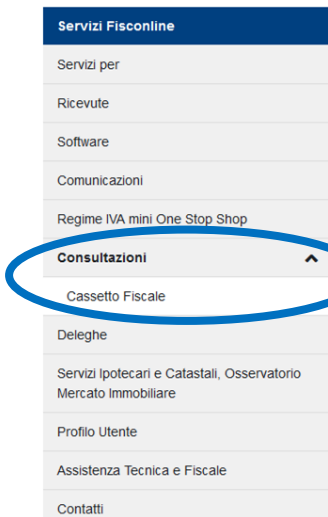 Servizi Fisconline
Servizi per
Ricevute
Software
Comunicazioni
Regime IVA mini One Stop Shop
Consultazioni
Cassetto Fiscale
Deleghe
Servizi Ipotecari e Catastali, Osservatorio
Mercato Immobiliare
Profilo Utente
Assistenza Tecnica e Fiscale
Contatti